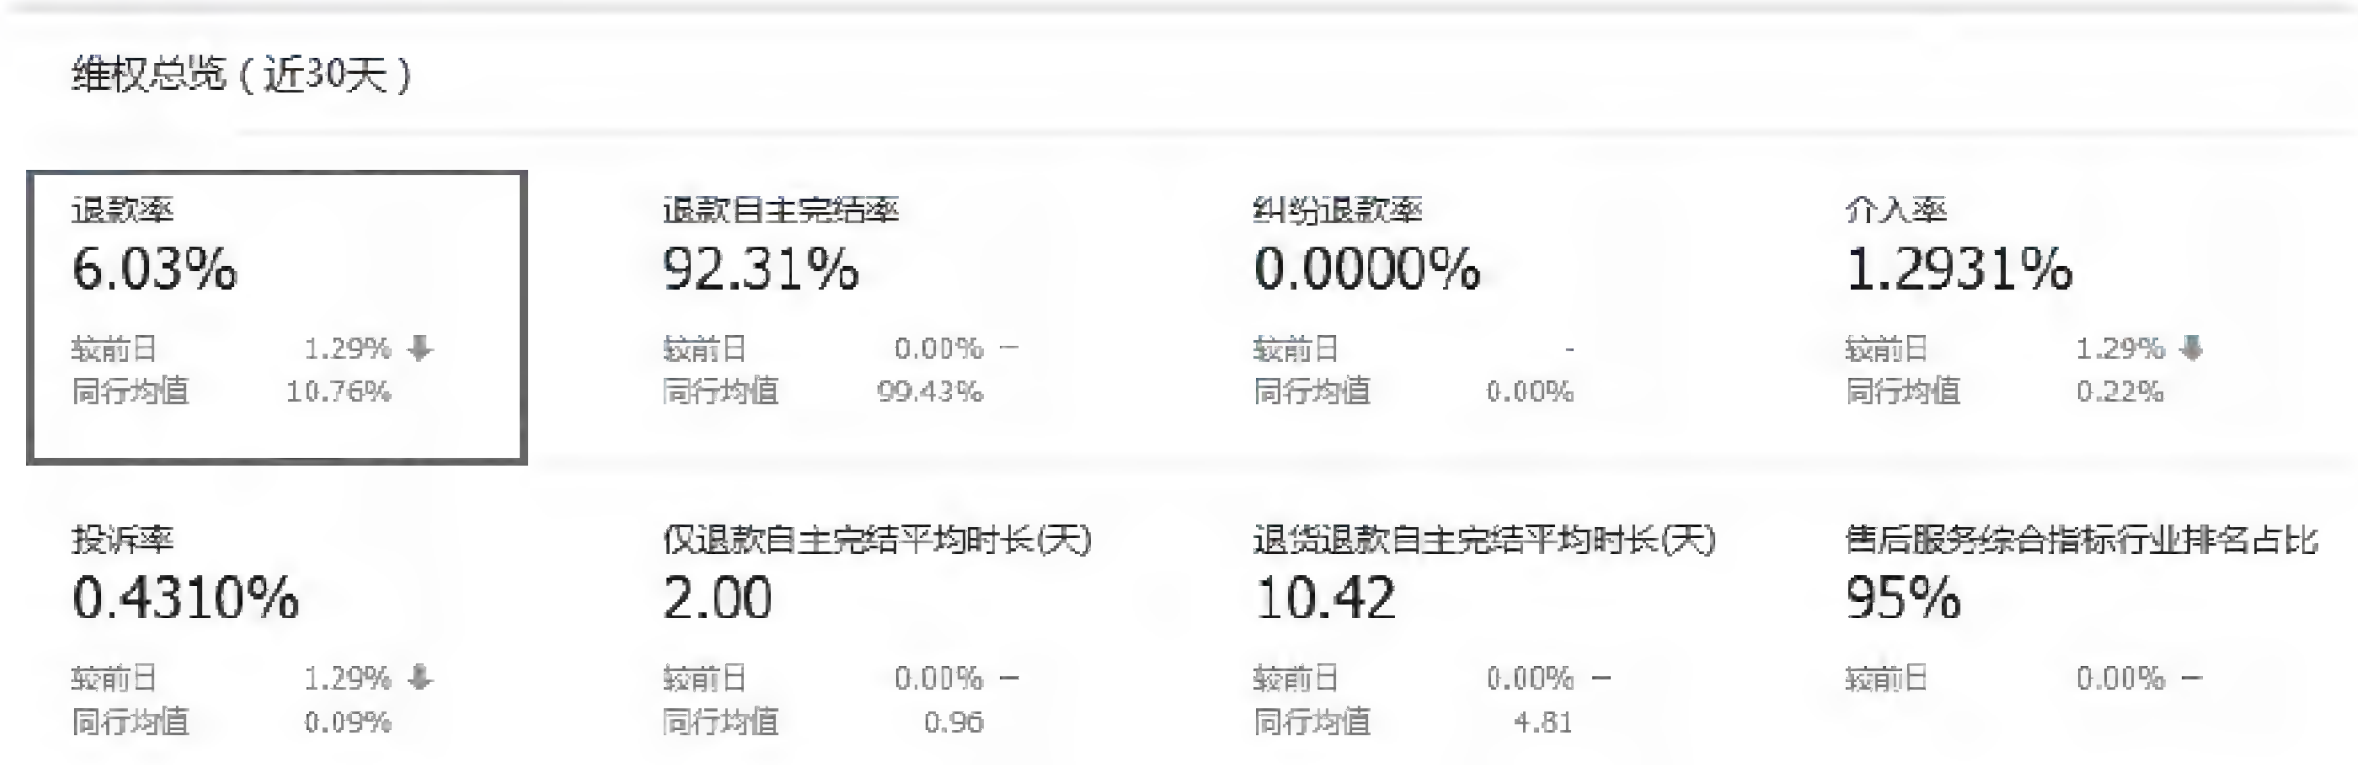 维权总览（近30天）
退款率 退款自主完结率 纠纷退款率 介入率
6.03% 92.31% 0.0000% 1.2931%
较前日 1.29% 较前日 0.00% - 较前日 - 较前日 1.29%
同行均值 10.76% 同行均值 99.43% 同行均值 0.00% 同行均值 0.22%
投诉率 仅退款自主完结平均时长(天) 退货退款自主完结平均时长(天) 售后服务综合指标行业排名占比
0.4310% 2.00 10.42 95%
较前日 1.29% 较前日 0.00% - 较前日 0.00% - 较前日 0.00% -
同行均值 0.09% 同行均值 0.96 同行均值 4.81